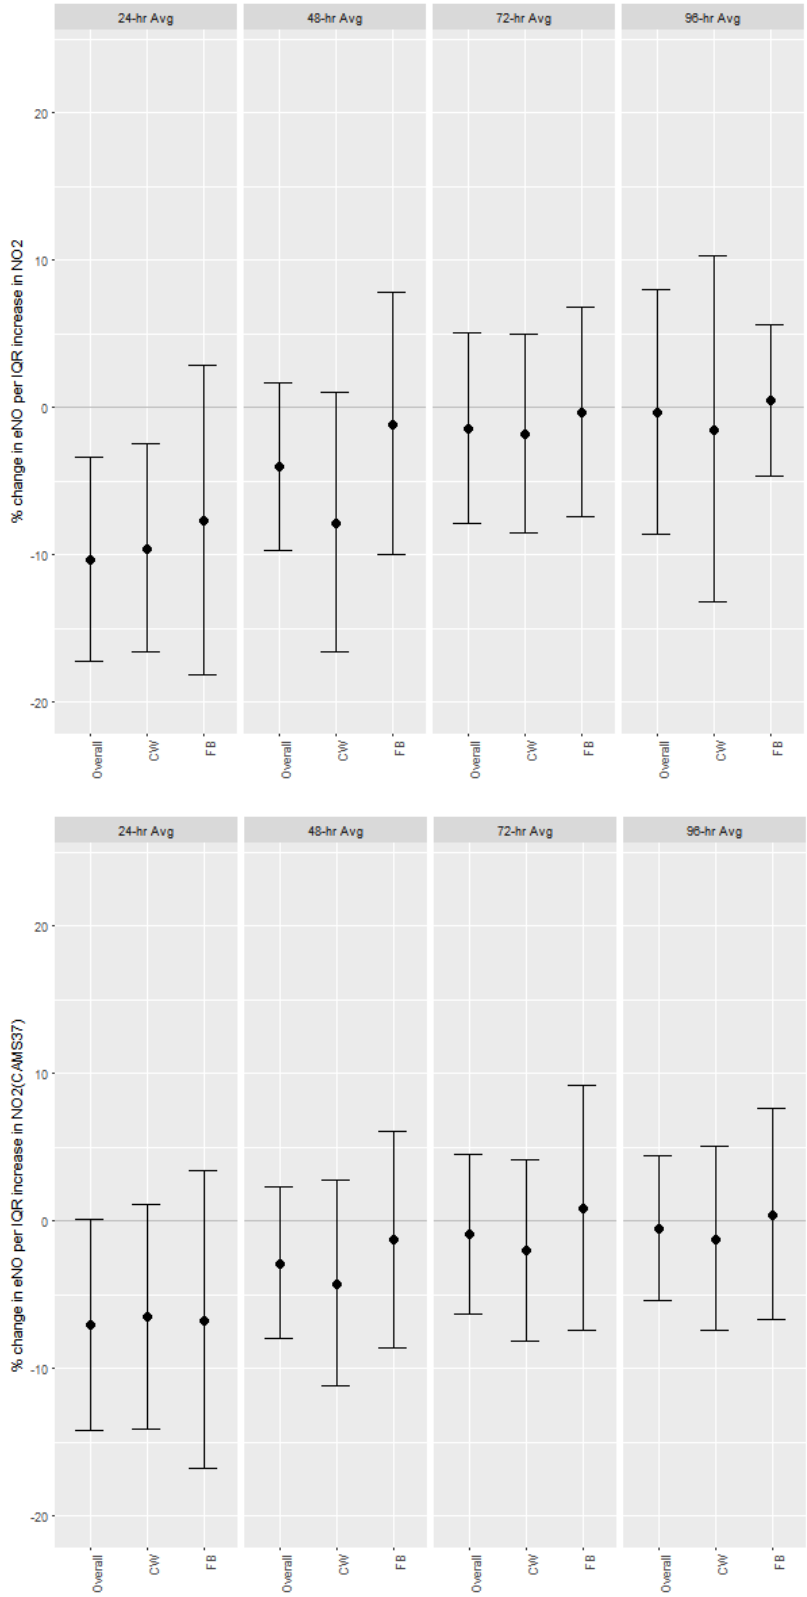 24-hr Avg 48-hr Avg 72-hr Avg 96-hr Avg
% change in eNO per IQR increase in NO2
20
10
0
-10
-20
Overall CW FB Overall CW FB Overall CW FB Overall CW FB
24-hr Avg 48-hr Avg 72-hr Avg 96-hr Avg
% change in eNO per IQR increase in NO2(CAMS37)
20
10
0
-10
-20
Overall CW FB Overall CW FB Overall CW FB Overall CW FB